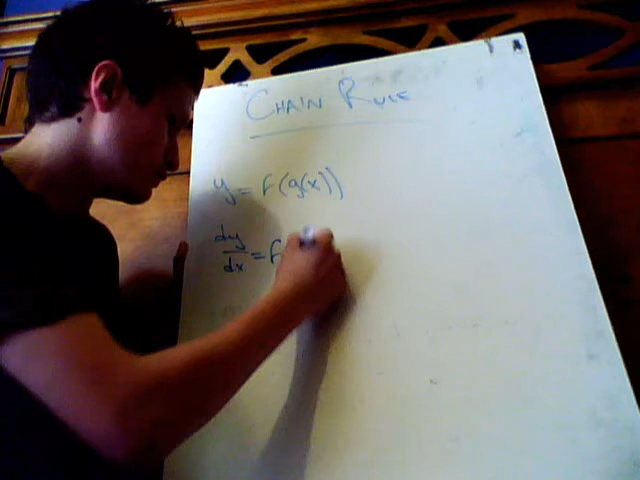 CHAIN RULE
y = f(g(x))
dy/dx = f